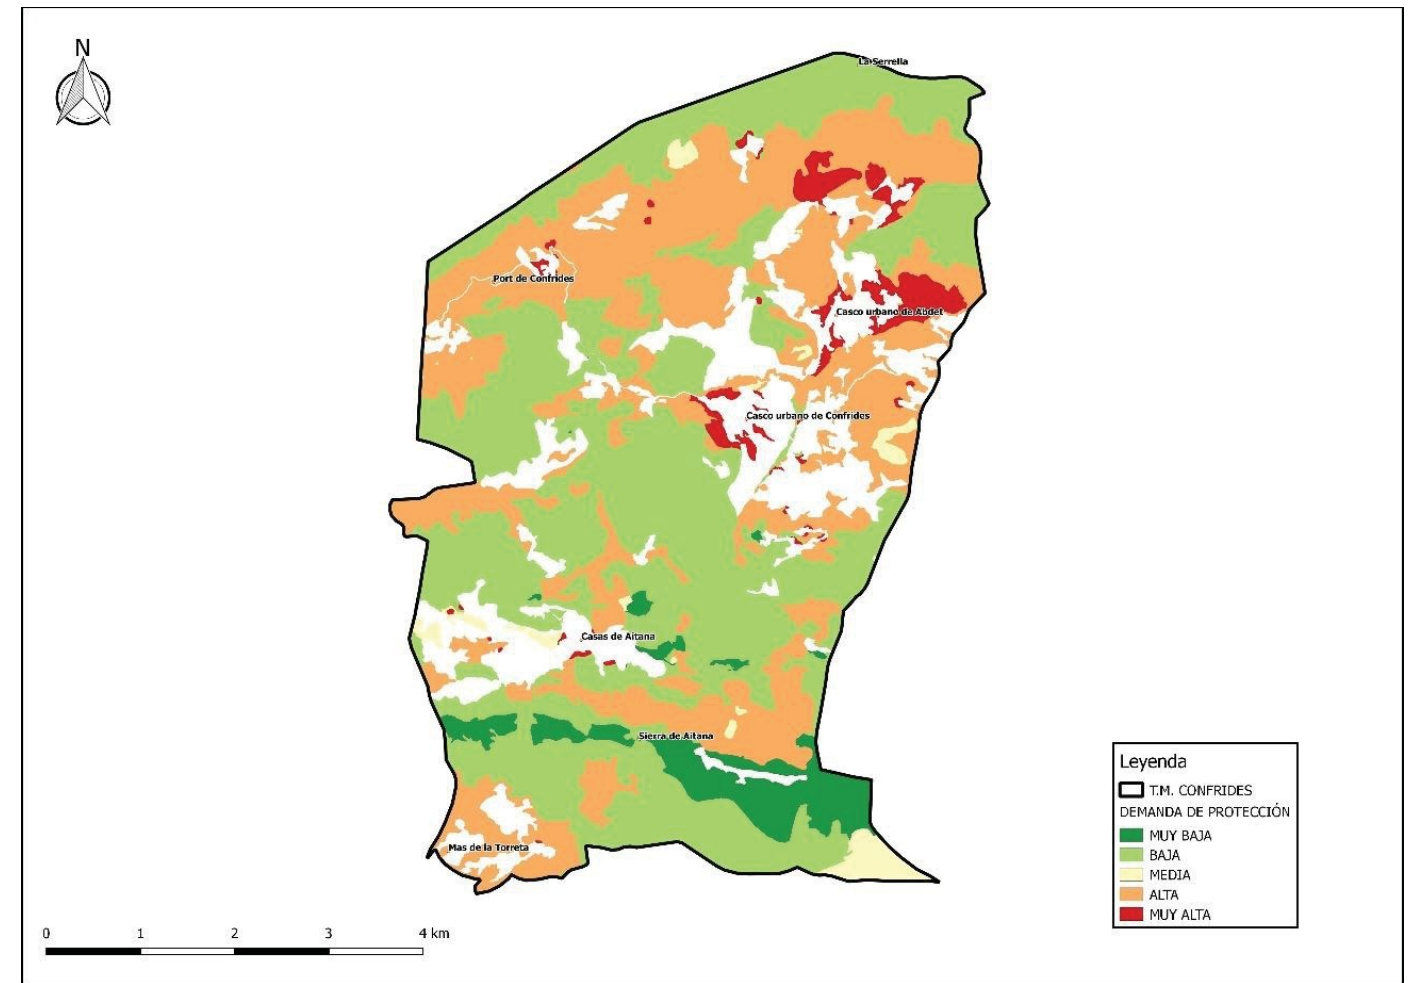 N
La Serrella
Port de Confrides
Casco urbano de Abdet
Casco urbano de Confrides
Casas de Aitana
Sierra de Aitana
Mas de la Torreta
Leyenda
T.M. CONFRIDES
DEMANDA DE PROTECCIÓN
MUY BAJA
BAJA
MEDIA
ALTA
MUY ALTA
0 1 2 3 4 km